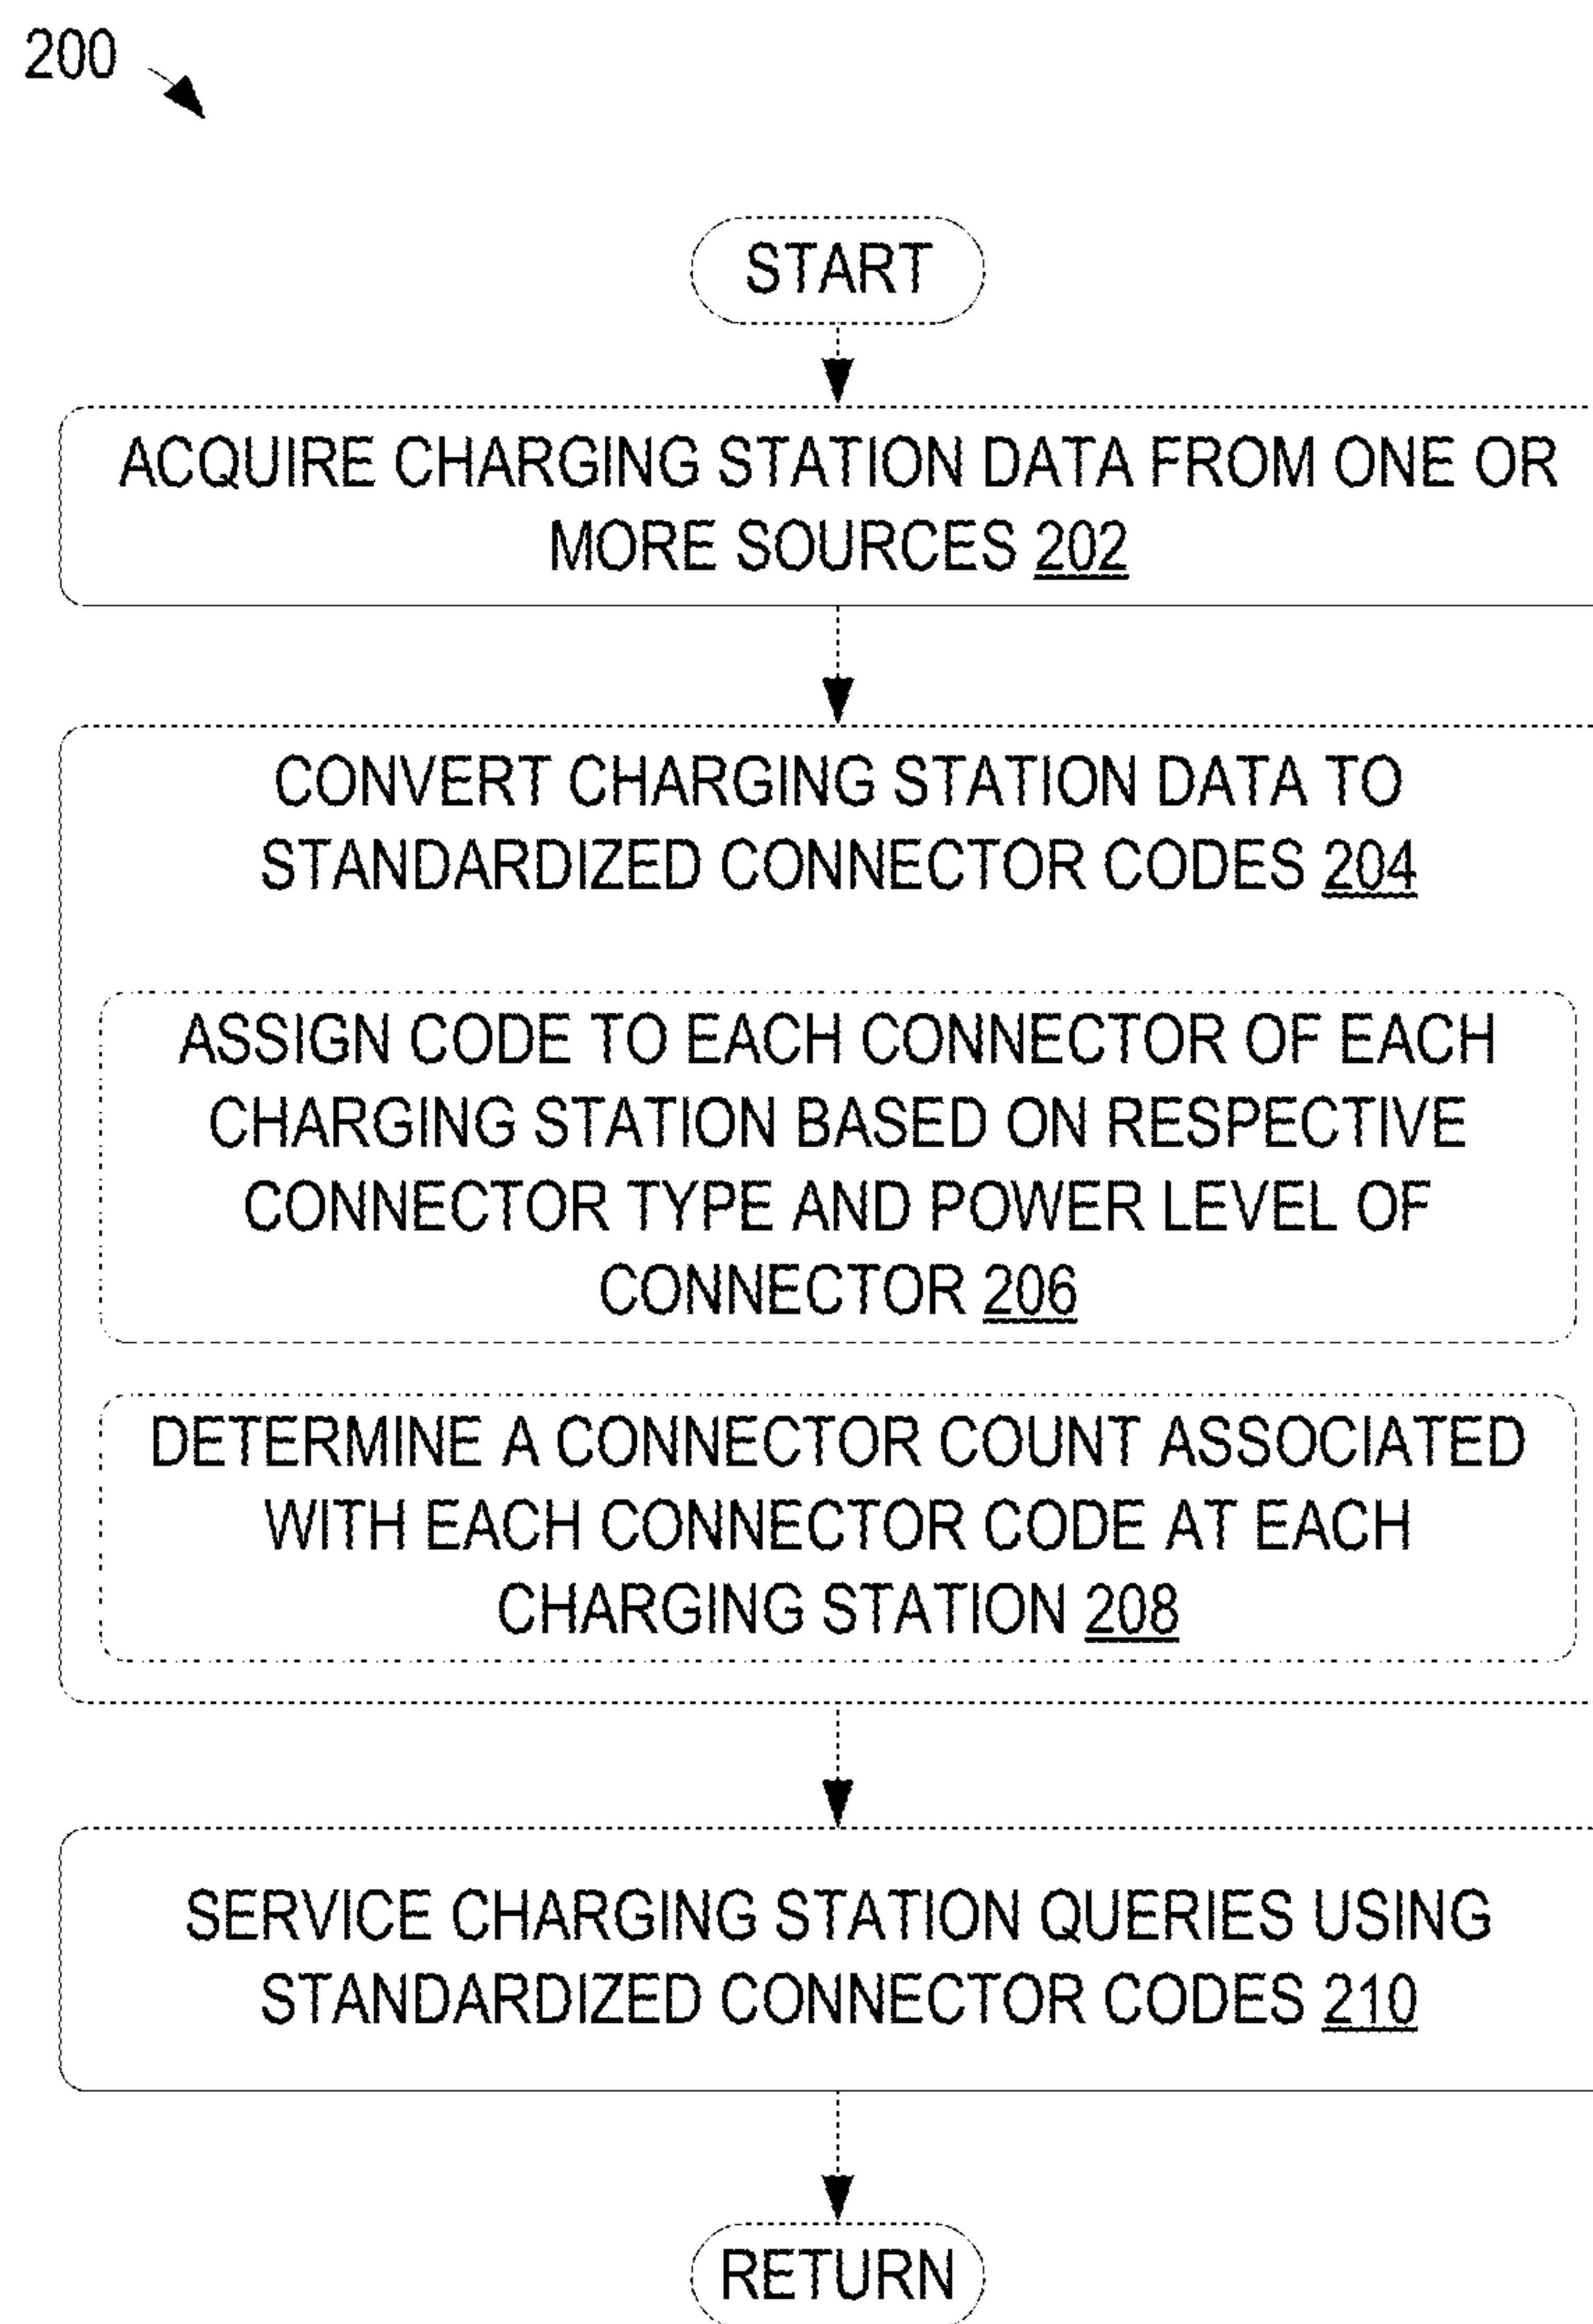 200
START
ACQUIRE CHARGING STATION DATA FROM ONE OR
MORE SOURCES 202
CONVERT CHARGING STATION DATA TO
STANDARDIZED CONNECTOR CODES 204
ASSIGN CODE TO EACH CONNECTOR OF EACH
CHARGING STATION BASED ON RESPECTIVE
CONNECTOR TYPE AND POWER LEVEL OF
CONNECTOR 206
DETERMINE A CONNECTOR COUNT ASSOCIATED
WITH EACH CONNECTOR CODE AT EACH
CHARGING STATION 208
SERVICE CHARGING STATION QUERIES USING
STANDARDIZED CONNECTOR CODES 210
RETURN